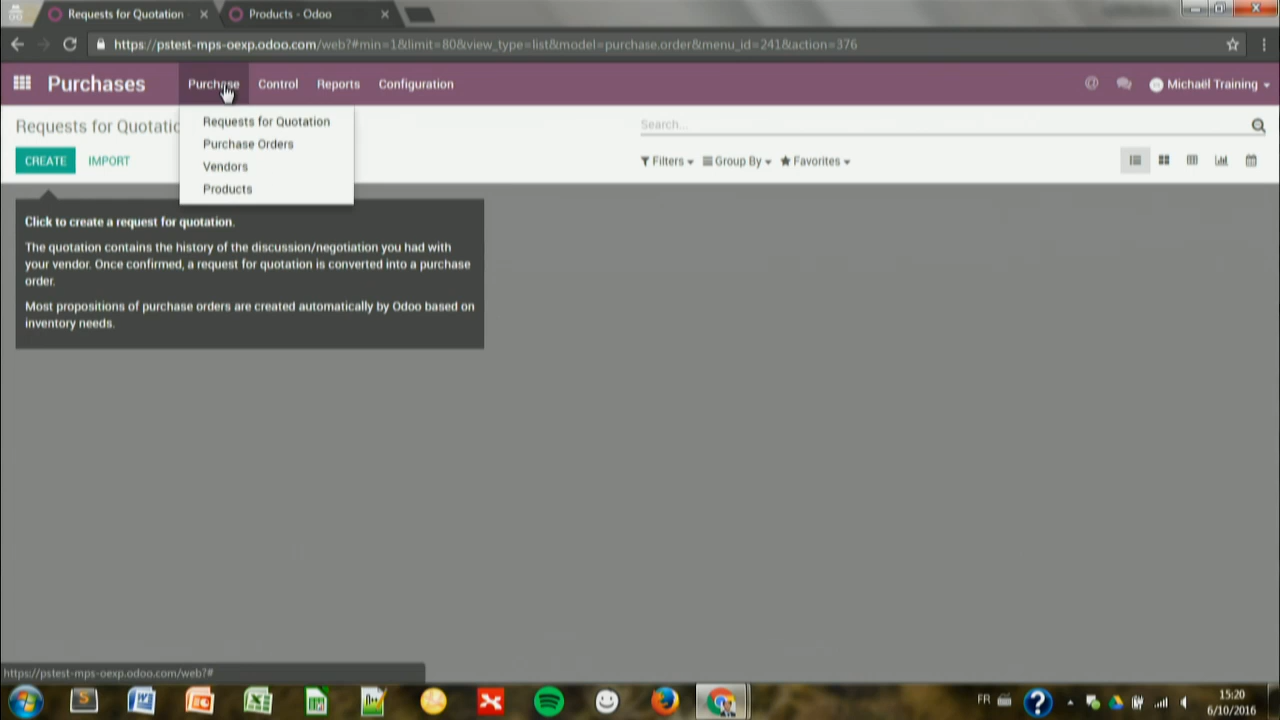 Requests for Quotation
Products - Odoo
https://pstest-mps-oexp.odoo.com/web?#min=1&limit=80&view_type=list&model=purchase.order&menu_id=241&action=376
Purchases
Purchase
Control
Reports
Configuration
Michaël Training
Requests for Quotatio
Search...
CREATE
IMPORT
Filters
Group By
Favorites
Requests for Quotation
Purchase Orders
Vendors
Products
Click to create a request for quotation.
The quotation contains the history of the discussion/negotiation you had with
your vendor. Once confirmed, a request for quotation is converted into a purchase
order.
Most propositions of purchase orders are created automatically by Odoo based on
inventory needs.
https://pstest-mps-oexp.odoo.com/web?#
FR
15:20
6/10/2016